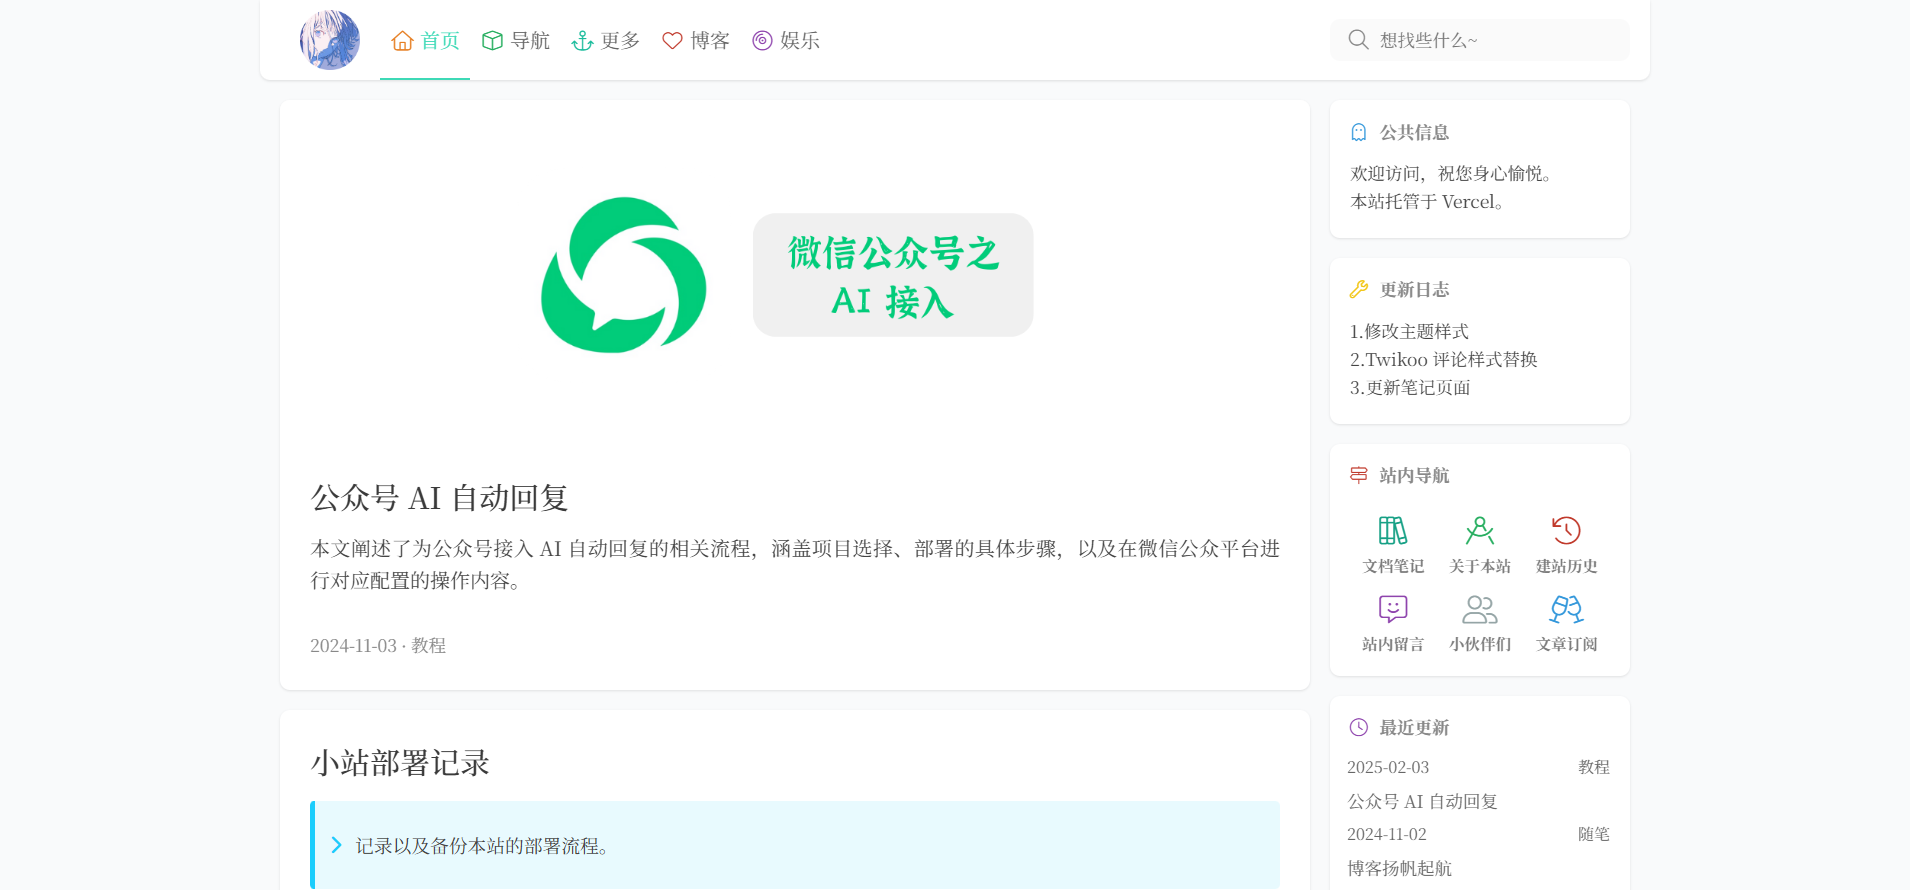 首页 导航 更多 博客 娱乐 想找些什么~
微信公众号之
AI 接入
公众号 AI 自动回复
本文阐述了为公众号接入 AI 自动回复的相关流程，涵盖项目选择、部署的具体步骤，以及在微信公众平台进
行对应配置的操作内容。
2024-11-03 · 教程
小站部署记录
记录以及备份本站的部署流程。
公共信息
欢迎访问，祝您身心愉悦。
本站托管于 Vercel。
更新日志
1.修改主题样式
2.Twikoo 评论样式替换
3.更新笔记页面
站内导航
文档笔记 关于本站 建站历史
站内留言 小伙伴们 文章订阅
最近更新
2025-02-03 教程
公众号 AI 自动回复
2024-11-02 随笔
博客扬帆起航